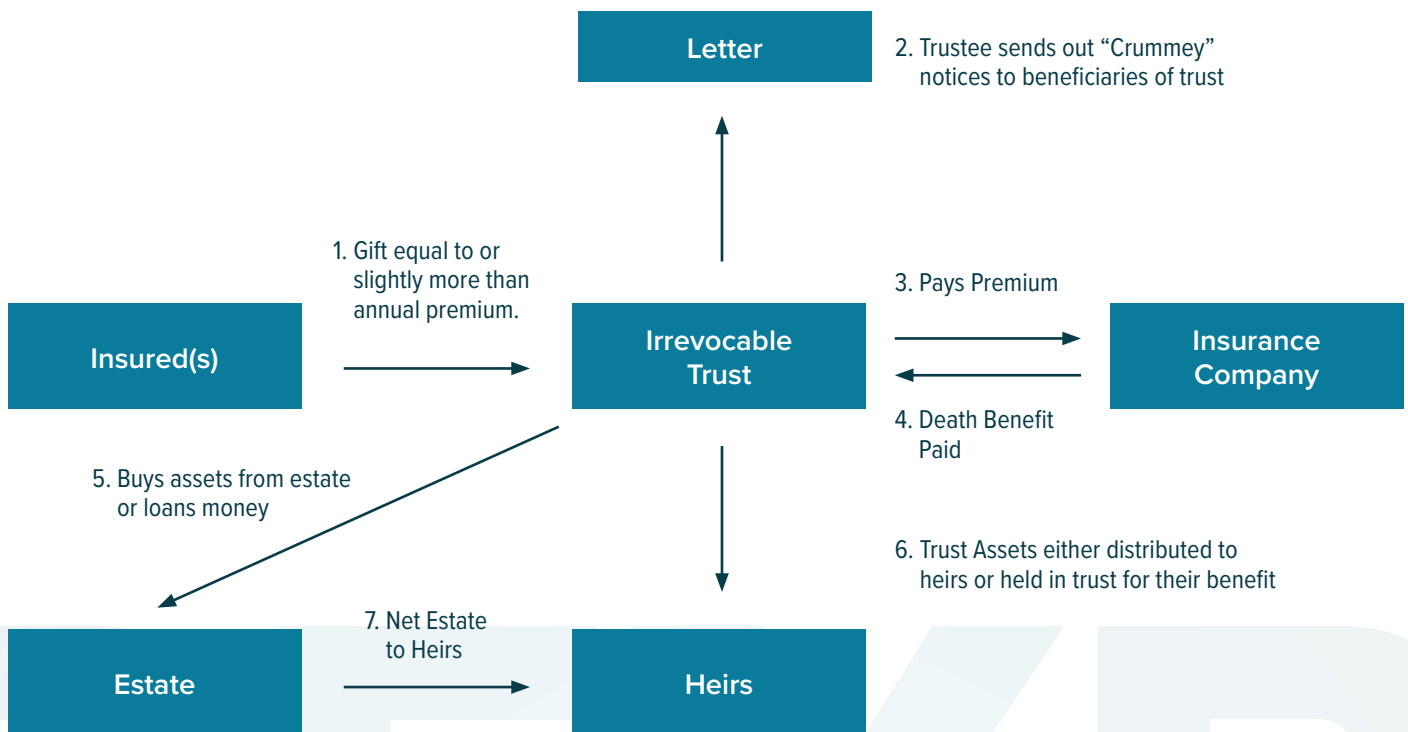 Letter
2. Trustee sends out “Crummey”
notices to beneficiaries of trust
1. Gift equal to or
slightly more than
annual premium.
Insured(s)
Irrevocable
Trust
3. Pays Premium
Insurance
Company
4. Death Benefit
Paid
5. Buys assets from estate
or loans money
6. Trust Assets either distributed to
heirs or held in trust for their benefit
7. Net Estate
to Heirs
Estate
Heirs